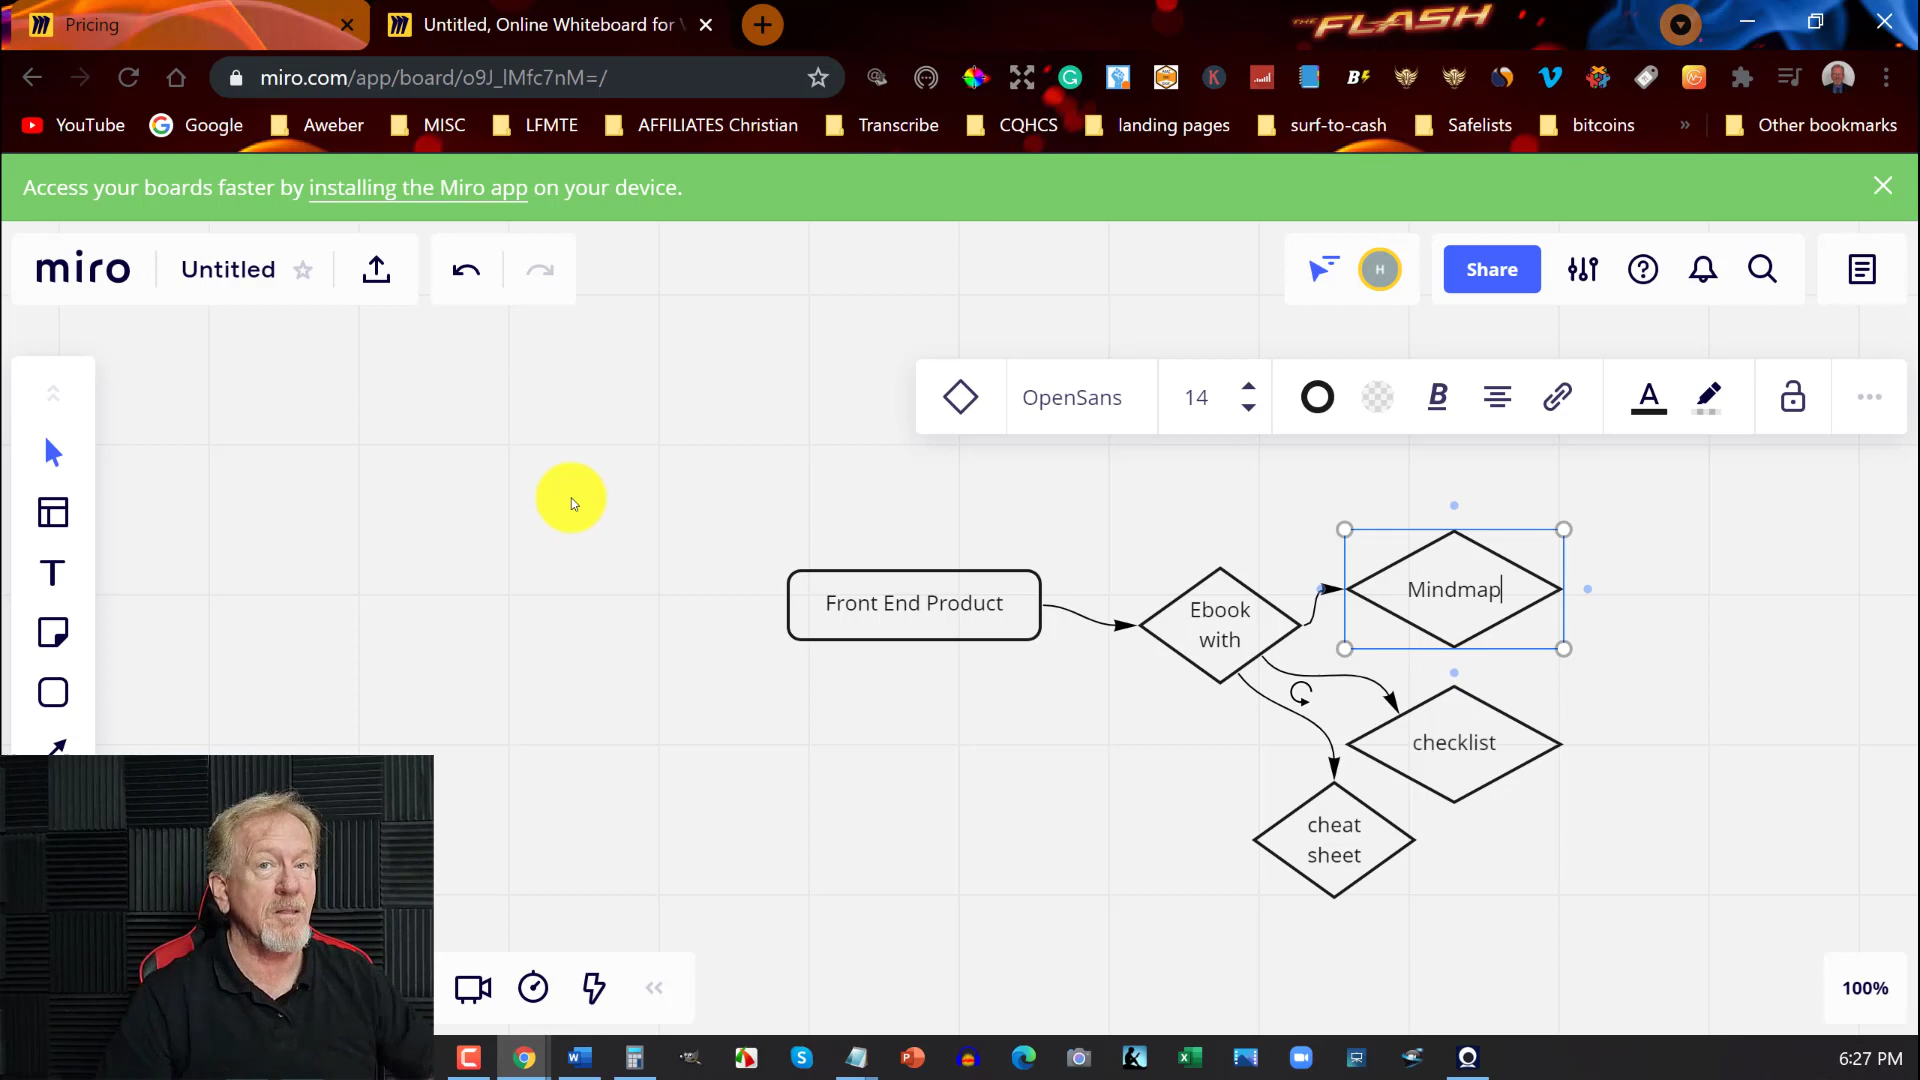 Pricing
Untitled, Online Whiteboard for
THE FLASH
miro.com/app/board/o9J_lMfc7nM=/
YouTube Google Aweber MISC LFMTE AFFILIATES Christian Transcribe CQHCS landing pages surf-to-cash Safelists bitcoins » Other bookmarks
Access your boards faster by installing the Miro app on your device.
miro Untitled
H
Share
OpenSans 14 B A
Front End Product
Ebook
with
Mindmap
checklist
cheat
sheet
T
100%
6:27 PM